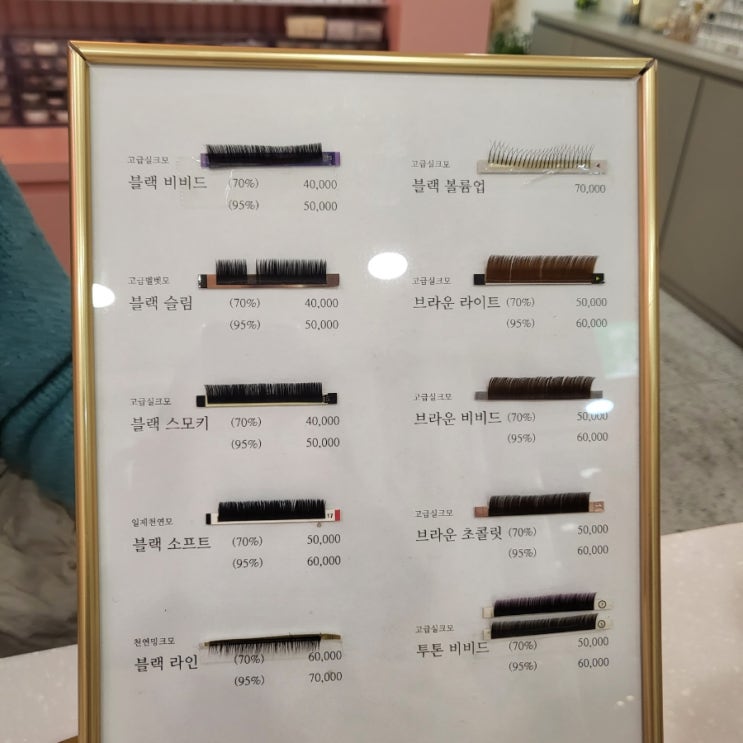 고급실크모
블랙 비비드 (70%) 40,000
(95%) 50,000
고급벨벳모
블랙 슬림 (70%) 40,000
(95%) 50,000
고급실크모
블랙 스모키 (70%) 40,000
(95%) 50,000
일제천연모
블랙 소프트 (70%) 50,000
(95%) 60,000
천연밍크모
블랙 라인 (70%) 60,000
(95%) 70,000
고급실크모
블랙 볼륨업 70,000
고급실크모
브라운 라이트 (70%) 50,000
(95%) 60,000
고급실크모
브라운 비비드 (70%) 50,000
(95%) 60,000
고급실크모
브라운 초콜릿 (70%) 50,000
(95%) 60,000
고급실크모
투톤 비비드 (70%) 50,000
(95%) 60,000